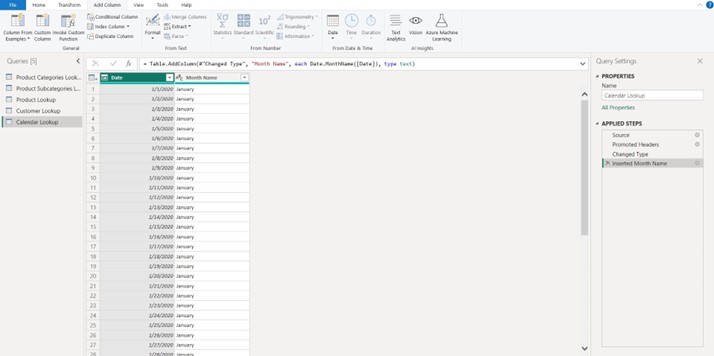 File Home Transform Add Column View Tools Help
Column From Examples Custom Column Invoke Custom Function
Conditional Column
Index Column
Duplicate Column
General
Format
Merge Columns
Extract
Parse
From Text
Statistics Standard Scientific
Trigonometry
Rounding
Information
From Number
Date Time Duration
From Date & Time
Text Analytics Vision Azure Machine Learning
AI Insights
Queries [5]
Product Categories Look...
Product Subcategories L...
Product Lookup
Customer Lookup
Calendar Lookup
= Table.AddColumn(#"Changed Type", "Month Name", each Date.MonthName([Date]), type text)
Date Month Name
1 1/1/2020 January
2 1/2/2020 January
3 1/3/2020 January
4 1/4/2020 January
5 1/5/2020 January
6 1/6/2020 January
7 1/7/2020 January
8 1/8/2020 January
9 1/9/2020 January
10 1/10/2020 January
11 1/11/2020 January
12 1/12/2020 January
13 1/13/2020 January
14 1/14/2020 January
15 1/15/2020 January
16 1/16/2020 January
17 1/17/2020 January
18 1/18/2020 January
19 1/19/2020 January
20 1/20/2020 January
21 1/21/2020 January
22 1/22/2020 January
23 1/23/2020 January
24 1/24/2020 January
25 1/25/2020 January
26 1/26/2020 January
27 1/27/2020 January
28 1/28/2020 January
Query Settings
PROPERTIES
Name
Calendar Lookup
All Properties
APPLIED STEPS
Source
Promoted Headers
Changed Type
Inserted Month Name